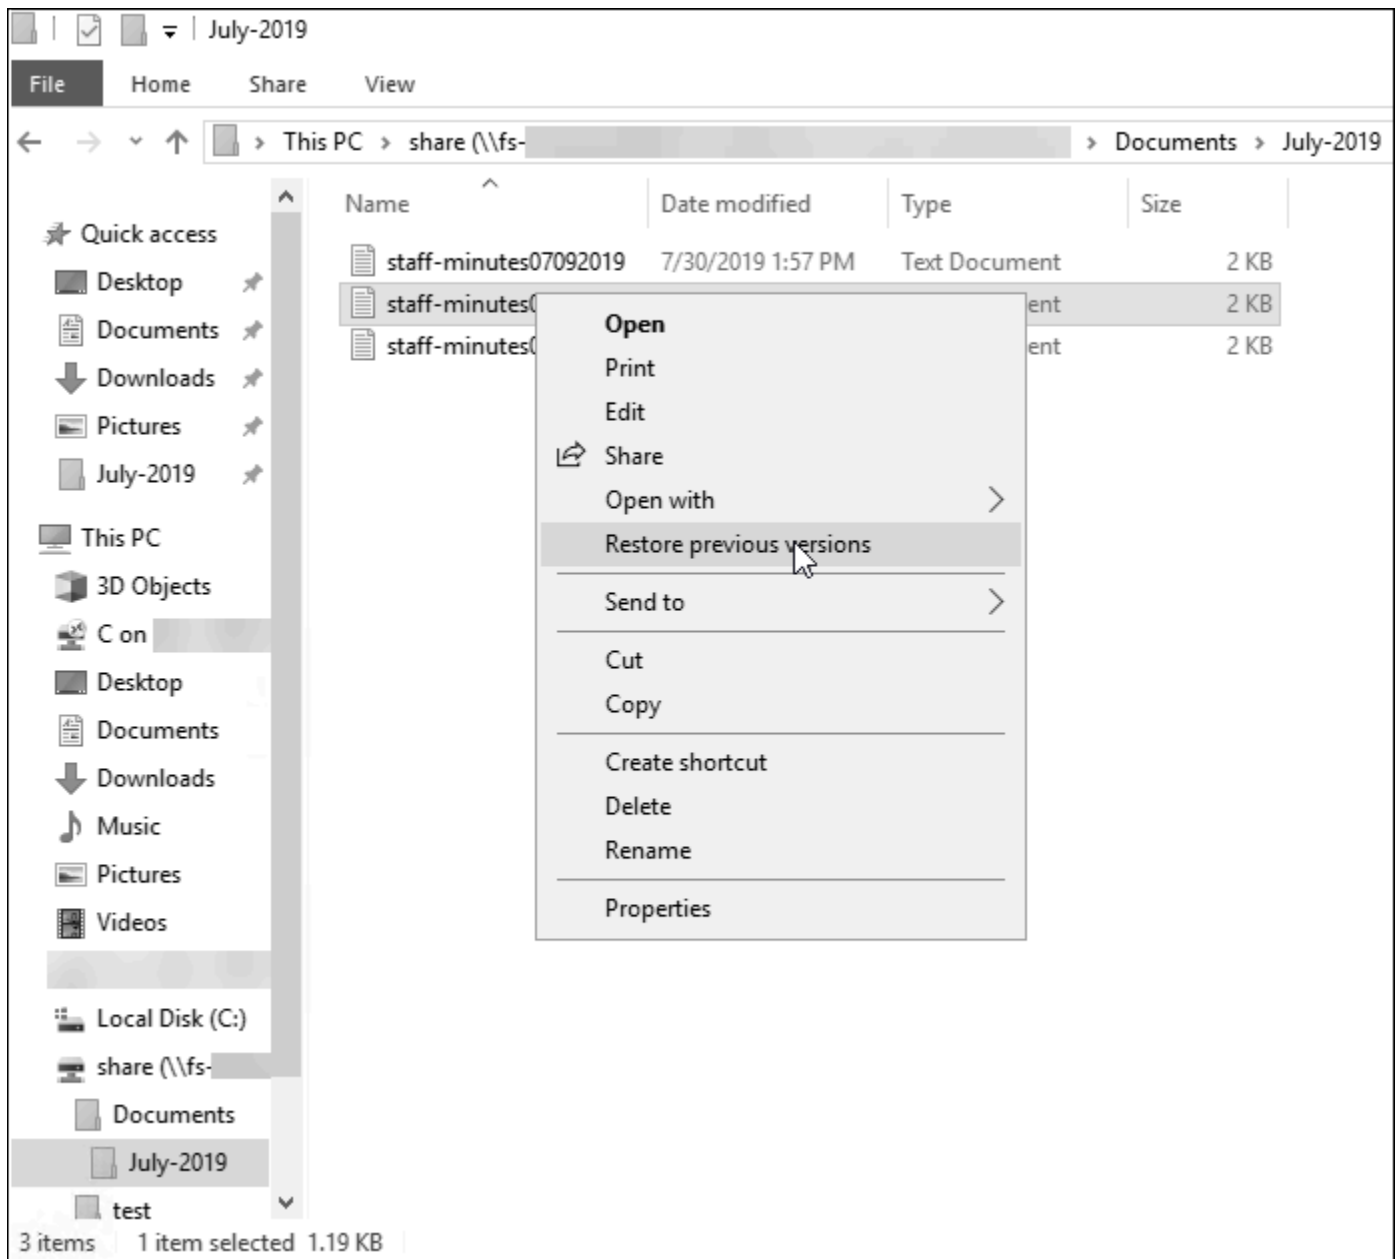 July-2019
File Home Share View
This PC > share (\\fs- > Documents > July-2019
Name Date modified Type Size
Quick access
Desktop
Documents
Downloads
Pictures
July-2019
This PC
3D Objects
C on
Desktop
Documents
Downloads
Music
Pictures
Videos
Local Disk (C:)
share (\\fs-
Documents
July-2019
test
staff-minutes07092019 7/30/2019 1:57 PM Text Document 2 KB
staff-minutes0 ent 2 KB
staff-minutes0 ent 2 KB
Open
Print
Edit
Share
Open with
Restore previous versions
Send to
Cut
Copy
Create shortcut
Delete
Rename
Properties
3 items 1 item selected 1.19 KB